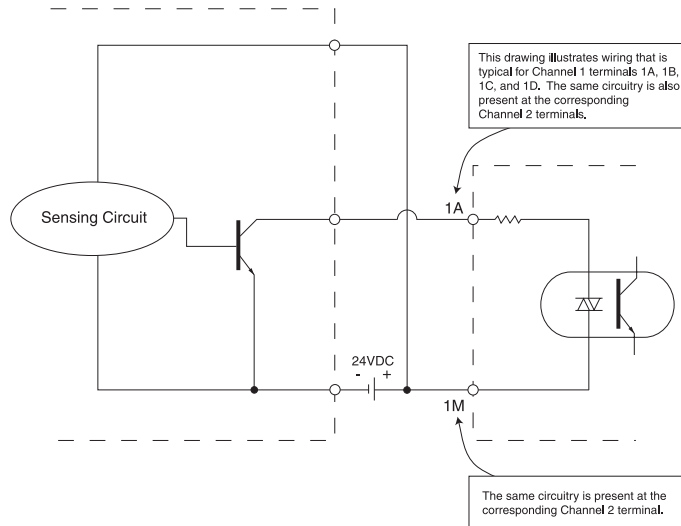 This drawing illustrates wiring that is
typical for Channel 1 terminals 1A, 1B,
1C, and 1D. The same circuitry is also
present at the corresponding
Channel 2 terminals.
1A
Sensing Circuit
24VDC
- +
1M
The same circuitry is present at the
corresponding Channel 2 terminal.